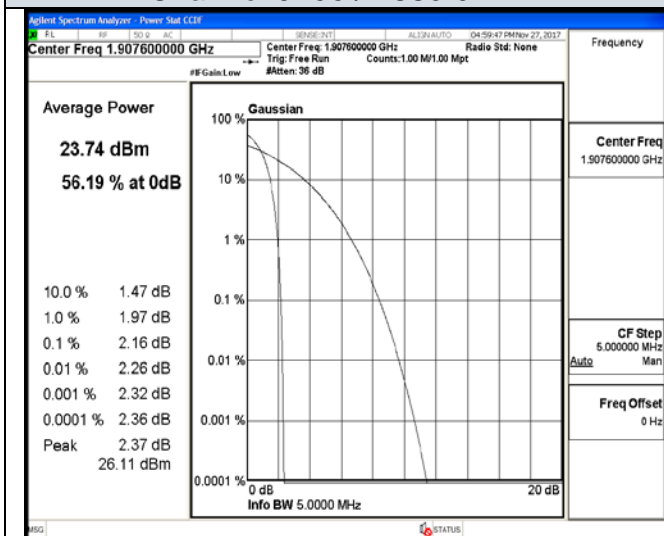 Agilent Spectrum Analyzer - Power Stat CCDF
RL RF 50 Ω AC SENSE:INT ALIGN AUTO 04:59:47 PM Nov 27, 2017
Center Freq 1.907600000 GHz
Center Freq: 1.907600000 GHz Radio Std: None
Trig: Free Run Counts:1.00 M/1.00 Mpt
#IFGain:Low #Atten: 36 dB
Frequency
Average Power
23.74 dBm
56.19 % at 0dB
10.0 % 1.47 dB
1.0 % 1.97 dB
0.1 % 2.16 dB
0.01 % 2.26 dB
0.001 % 2.32 dB
0.0001 % 2.36 dB
Peak 2.37 dB
26.11 dBm
Gaussian
100 %
10 %
1 %
0.1 %
0.01 %
0.001 %
0.0001 %
0 dB 20 dB
Info BW 5.0000 MHz
Center Freq
1.907600000 GHz
CF Step
5.000000 MHz
Auto Man
Freq Offset
0 Hz
MSG STATUS